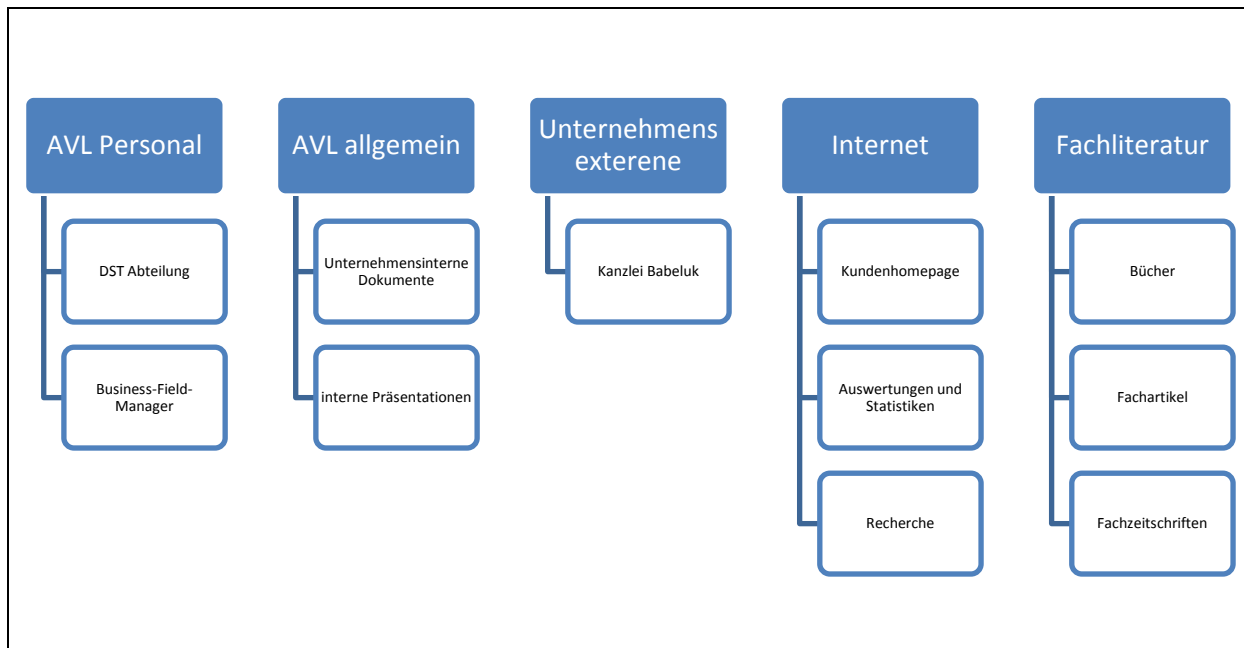 AVL Personal
DST Abteilung
Business-Field-
Manager
AVL allgemein
Unternehmensinterne
Dokumente
interne Präsentationen
Unternehmens
exterene
Kanzlei Babeluk
Internet
Kundenhomepage
Auswertungen und
Statistiken
Recherche
Fachliteratur
Bücher
Fachartikel
Fachzeitschriften